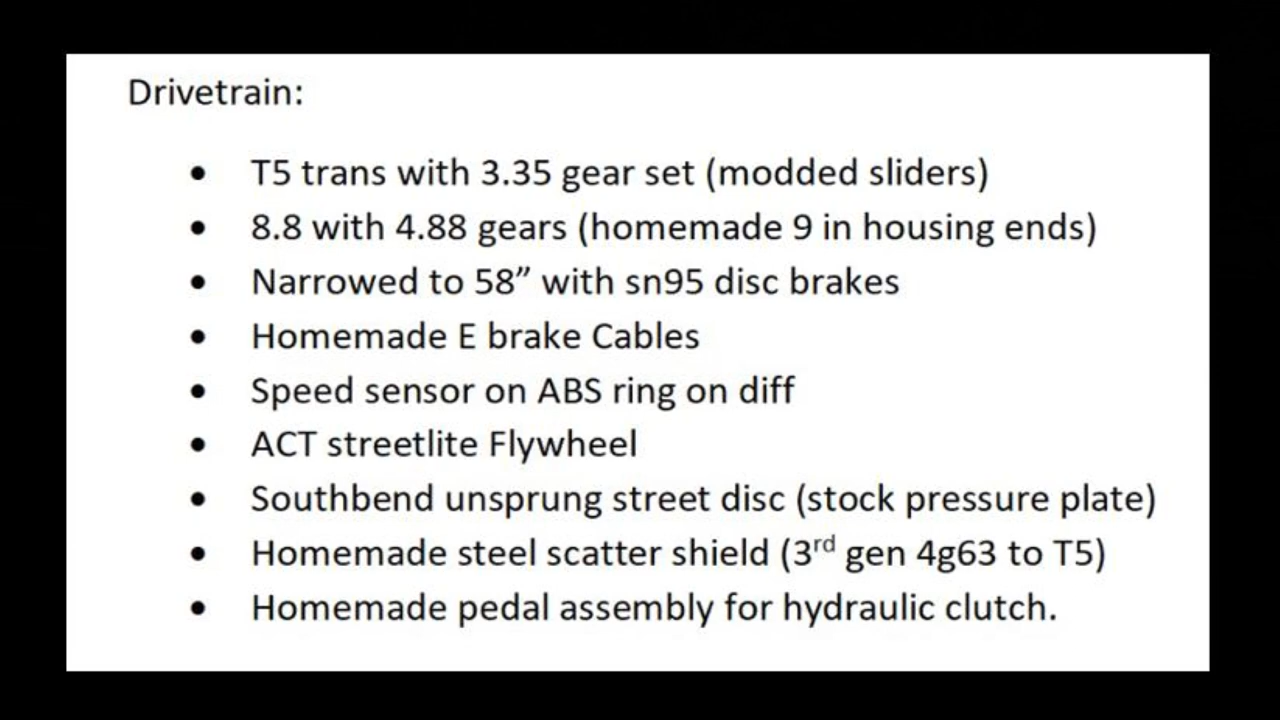 Drivetrain:
• T5 trans with 3.35 gear set (modded sliders)
• 8.8 with 4.88 gears (homemade 9 in housing ends)
• Narrowed to 58” with sn95 disc brakes
• Homemade E brake Cables
• Speed sensor on ABS ring on diff
• ACT streetlite Flywheel
• Southbend unsprung street disc (stock pressure plate)
• Homemade steel scatter shield (3rd gen 4g63 to T5)
• Homemade pedal assembly for hydraulic clutch.